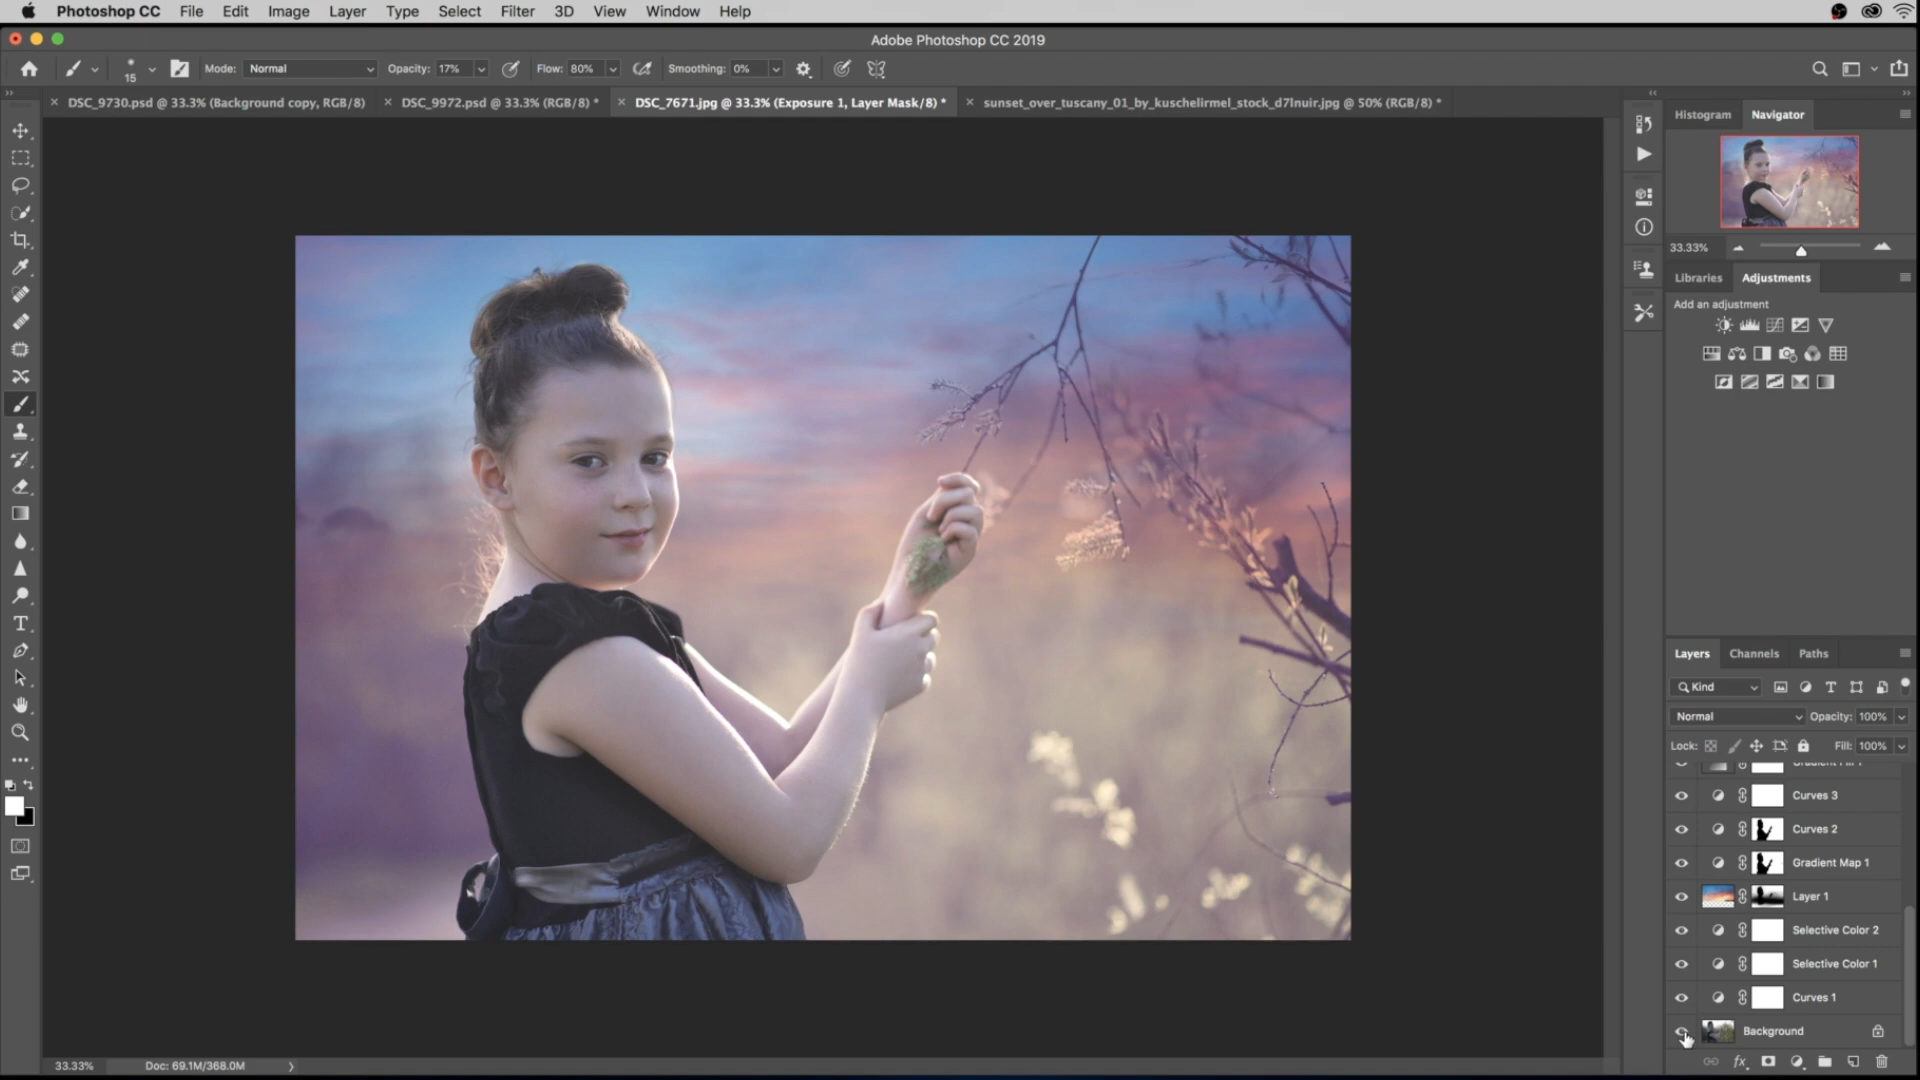 Photoshop CC File Edit Image Layer Type Select Filter 3D View Window Help
Adobe Photoshop CC 2019
15 Mode: Normal Opacity: 17% Flow: 80% Smoothing: 0%
DSC_9730.psd @ 33.3% (Background copy, RGB/8) DSC_9972.psd @ 33.3% (RGB/8) * DSC_7671.jpg @ 33.3% (Exposure 1, Layer Mask/8) * sunset_over_tuscany_01_by_kuschelirmel_stock_d7lnuir.jpg @ 50% (RGB/8) *
Histogram Navigator
33.33%
Libraries Adjustments
Add an adjustment
Layers Channels Paths
Kind
Normal Opacity: 100%
Lock: Fill: 100%
Gradient Fill 1
Curves 3
Curves 2
Gradient Map 1
Layer 1
Selective Color 2
Selective Color 1
Curves 1
Background
fx
33.33% Doc: 69.1M/368.0M